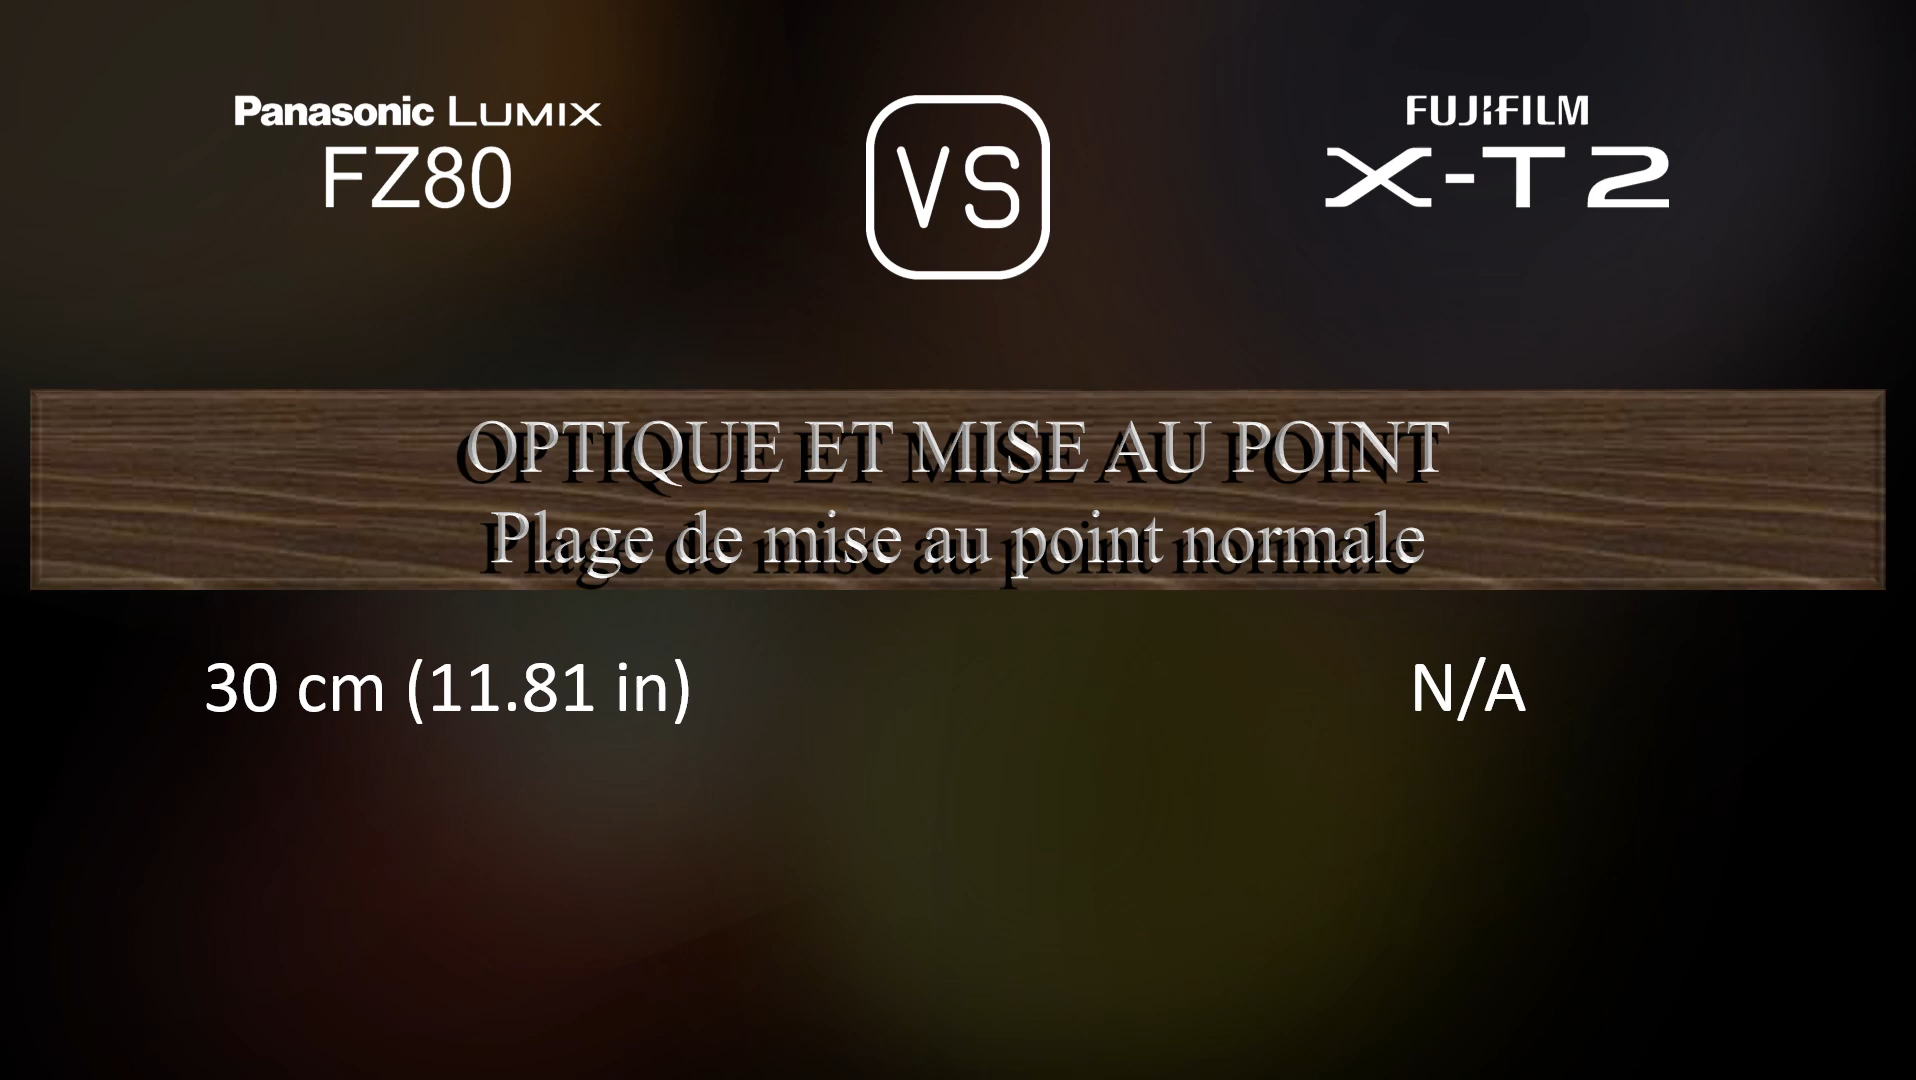 Panasonic LUMIX
FZ80
VS
FUJIFILM
X-T2
OPTIQUE ET MISE AU POINT
Plage de mise au point normale
30 cm (11.81 in)
N/A